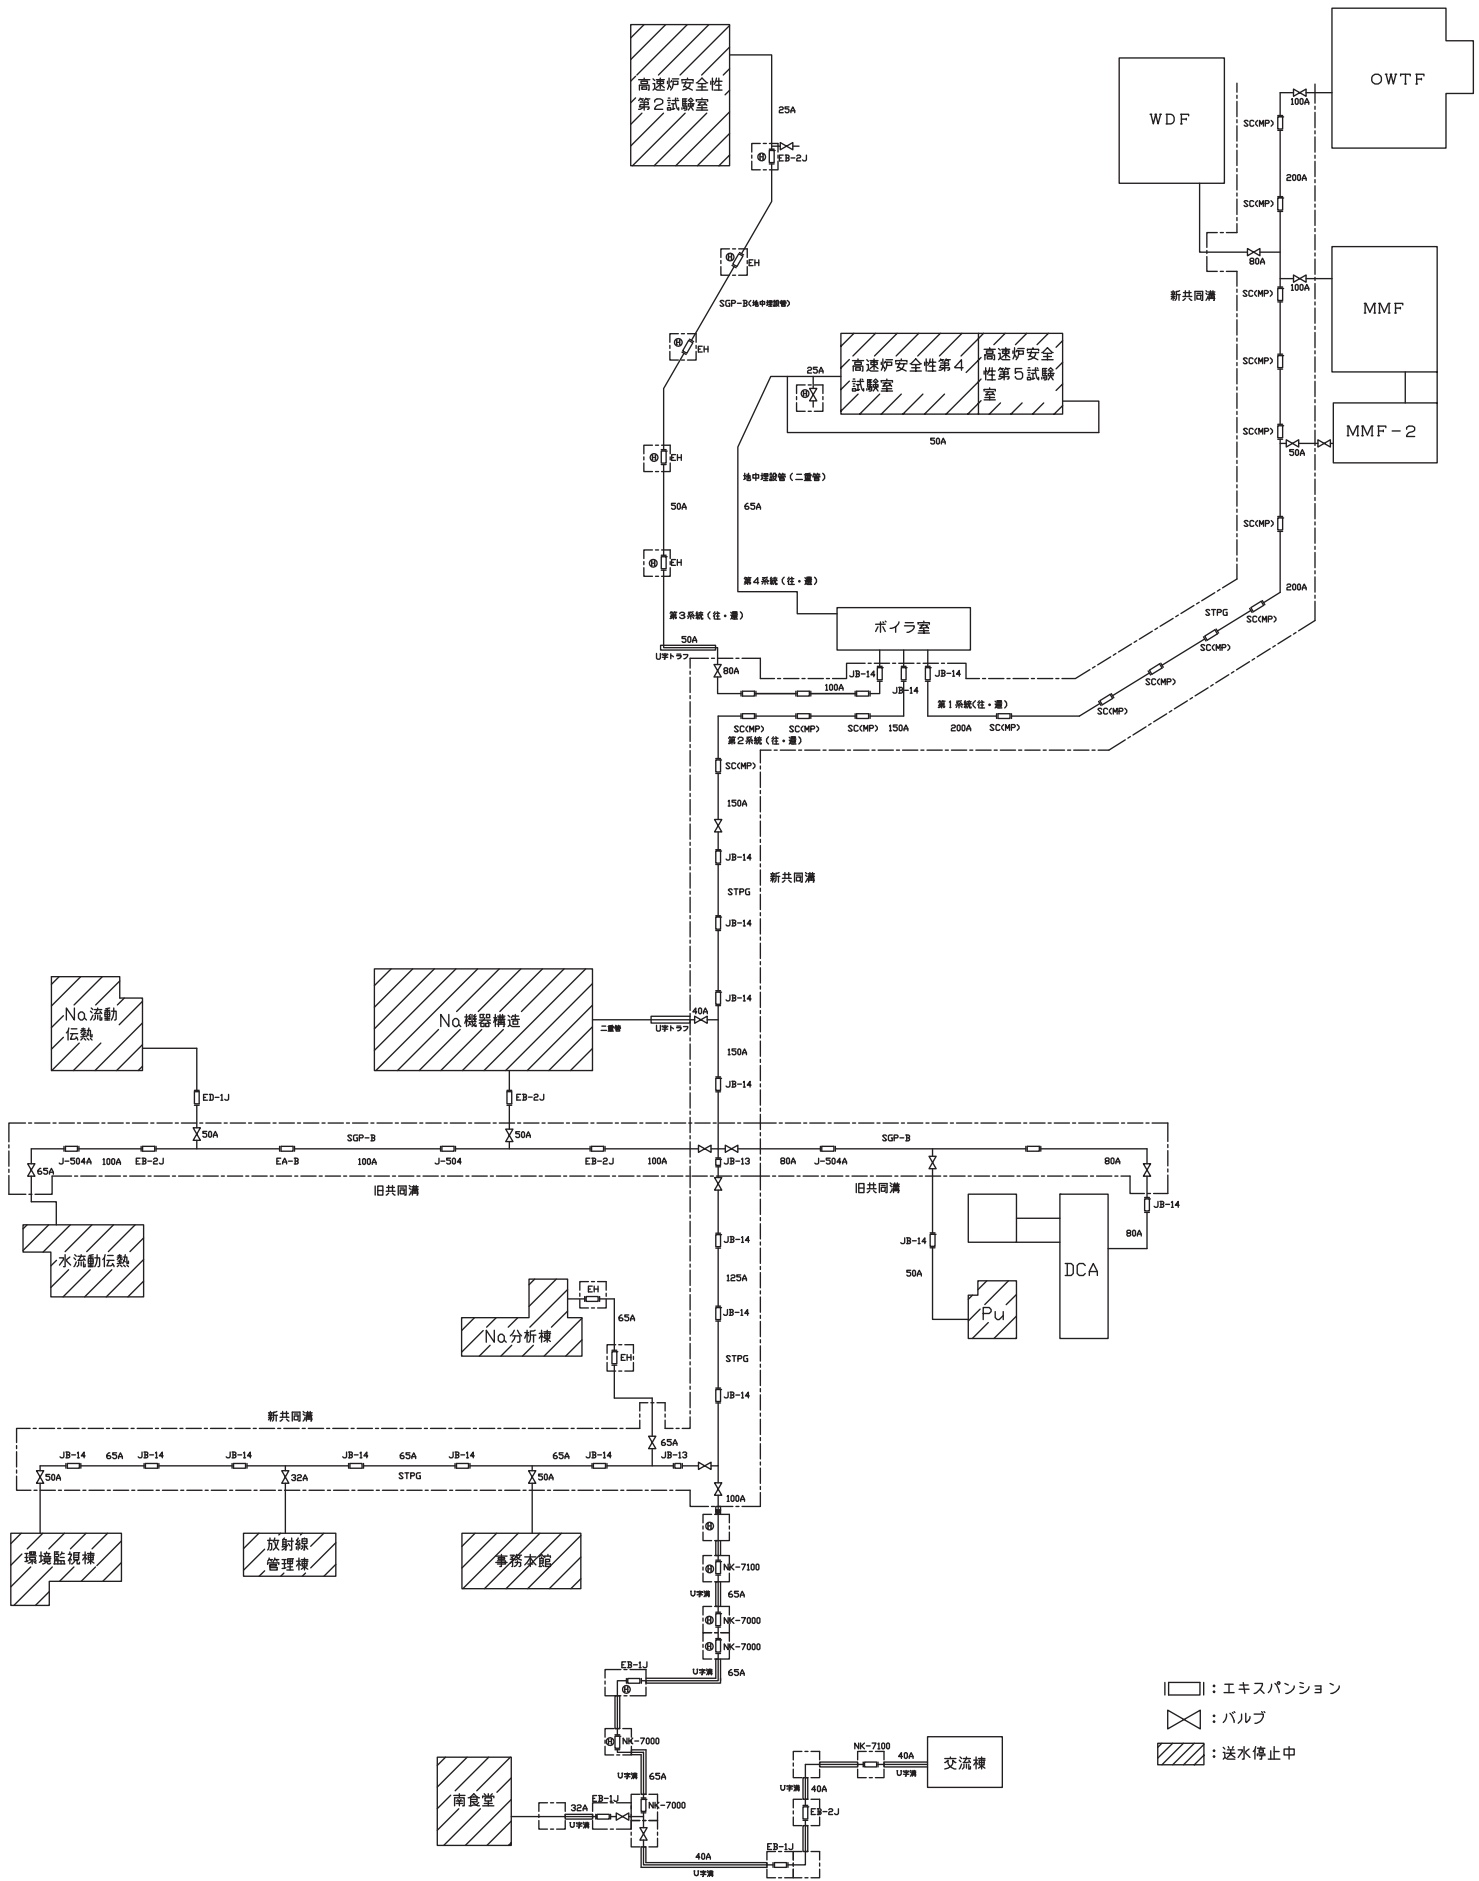 高速炉安全性
第2試験室
25A
EB-2J
EH
SGP-B(地中埋設管)
EH
EH
50A
EH
第3系統(往・還)
50A
U字トラフ
80A
100A
WDF
OWTF
100A
SC(MP)
200A
SC(MP)
80A
新共同溝
MMF
100A
SC(MP)
SC(MP)
SC(MP)
MMF-2
50A
SC(MP)
200A
STPG
SC(MP)
SC(MP)
SC(MP)
SC(MP)
25A
高速炉安全性第4
試験室
高速炉安全
性第5試験
室
50A
地中埋設管(二重管)
65A
第4系統(往・還)
ボイラ室
JB-14
JB-14
JB-14
第1系統(往・還)
200A
SC(MP)
SC(MP)
SC(MP)
SC(MP)
150A
第2系統(往・還)
SC(MP)
150A
JB-14
STPG
新共同溝
JB-14
JB-14
40A
二重管
U字トラフ
150A
JB-14
Na流動
伝熱
Na機器構造
ED-1J
EB-2J
50A
50A
SGP-B
SGP-B
J-504A
100A
EB-2J
EA-B
100A
J-504
EB-2J
100A
JB-13
80A
J-504A
80A
65A
旧共同溝
旧共同溝
JB-14
80A
水流動伝熱
JB-14
JB-14
50A
DCA
Pu
125A
JB-14
EH
65A
Na分析棟
EH
STPG
JB-14
新共同溝
65A
JB-14
65A
JB-14
JB-14
JB-14
65A
JB-14
65A
JB-14
JB-13
50A
32A
STPG
50A
100A
環境監視棟
放射線
管理棟
事務本館
NK-7100
U字溝
65A
NK-7000
NK-7000
EB-1J
U字溝
65A
NK-7000
U字溝
65A
南食堂
32A
U字溝
EB-1J
NK-7000
40A
U字溝
EB-1J
EB-2J
U字溝
40A
NK-7100
40A
U字溝
交流棟
：エキスパンション
：バルブ
：送水停止中